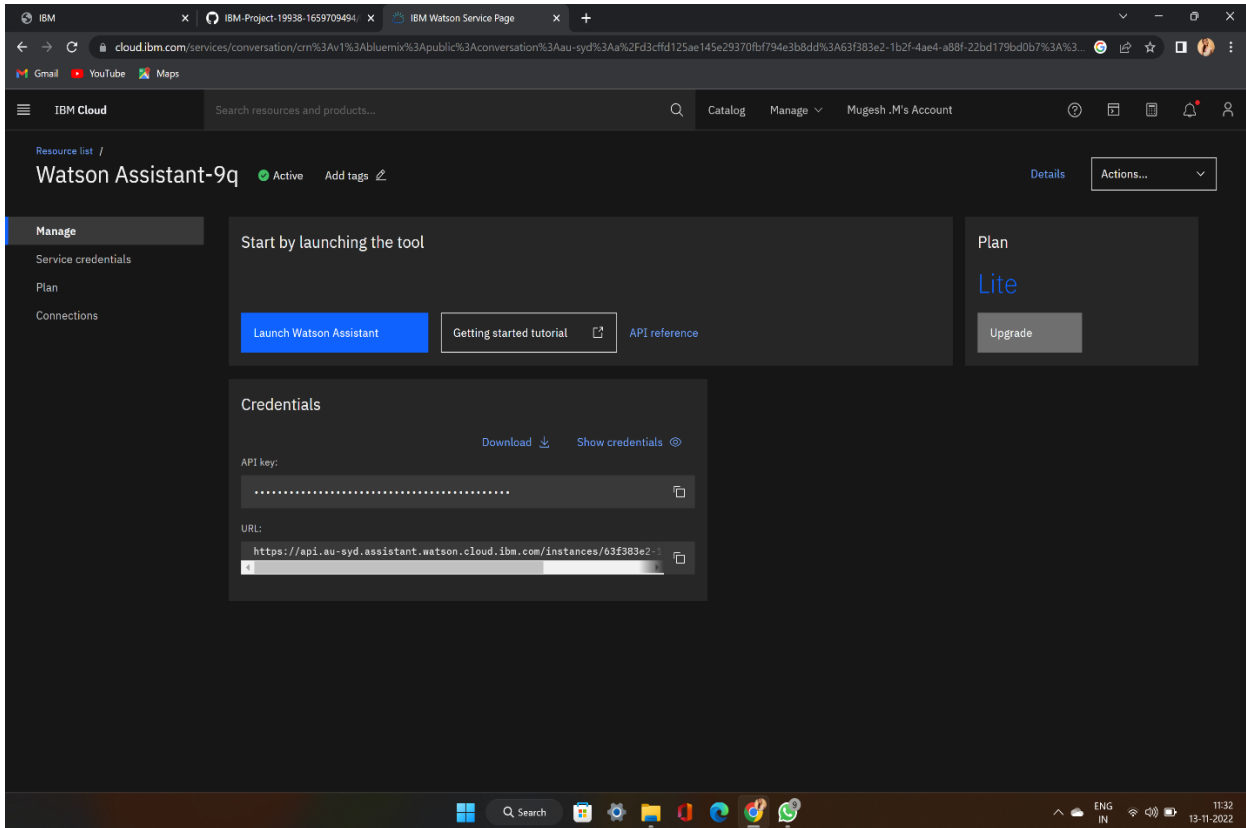 IBM
IBM-Project-19938-1659709494/
IBM Watson Service Page
cloud.ibm.com/services/conversation/crn%3Av1%3Abluemix%3Apublic%3Aconversation%3Aau-syd%3Aa%2Fd3cffd125ae145e29370fbf794e3b8dd%3A63f383e2-1b2f-4ae4-a88f-22bd179bd0b7%3A%3...
Gmail YouTube Maps
IBM Cloud Search resources and products... Catalog Manage Mugesh .M's Account
Resource list /
Watson Assistant-9q Active Add tags Details Actions...
Manage
Service credentials
Plan
Connections
Start by launching the tool
Launch Watson Assistant Getting started tutorial API reference
Plan
Lite
Upgrade
Credentials
Download Show credentials
API key:
URL:
https://api.au-syd.assistant.watson.cloud.ibm.com/instances/63f383e2-1
Search
9
ENG
IN
11:32
13-11-2022